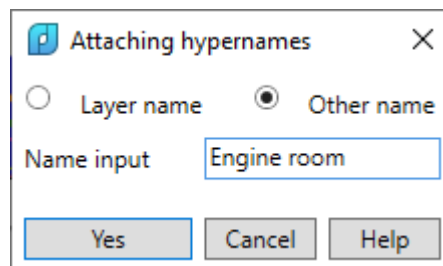 Attaching hypernames
Layer name Other name
Name input Engine room
Yes Cancel Help